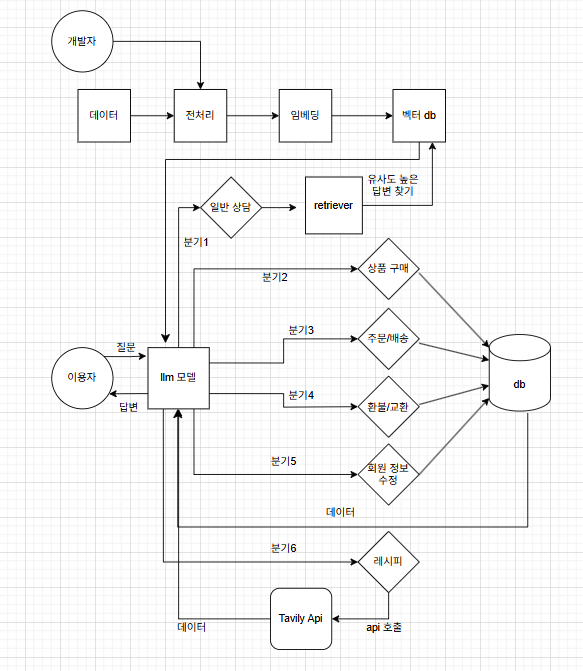 개발자
데이터
전처리
임베딩
벡터 db
유사도 높은
답변 찾기
일반 상담
retriever
분기1
상품 구매
분기2
분기3
주문/배송
질문
이용자
llm 모델
db
분기4
환불/교환
답변
분기5
회원 정보
수정
데이터
분기6
레시피
Tavily Api
데이터
api 호출